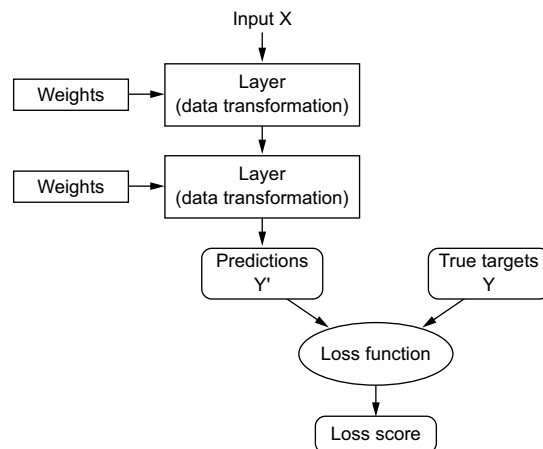 Input X
Layer
(data transformation)
Weights
Layer
(data transformation)
Weights
Predictions
Y'
True targets
Y
Loss function
Loss score